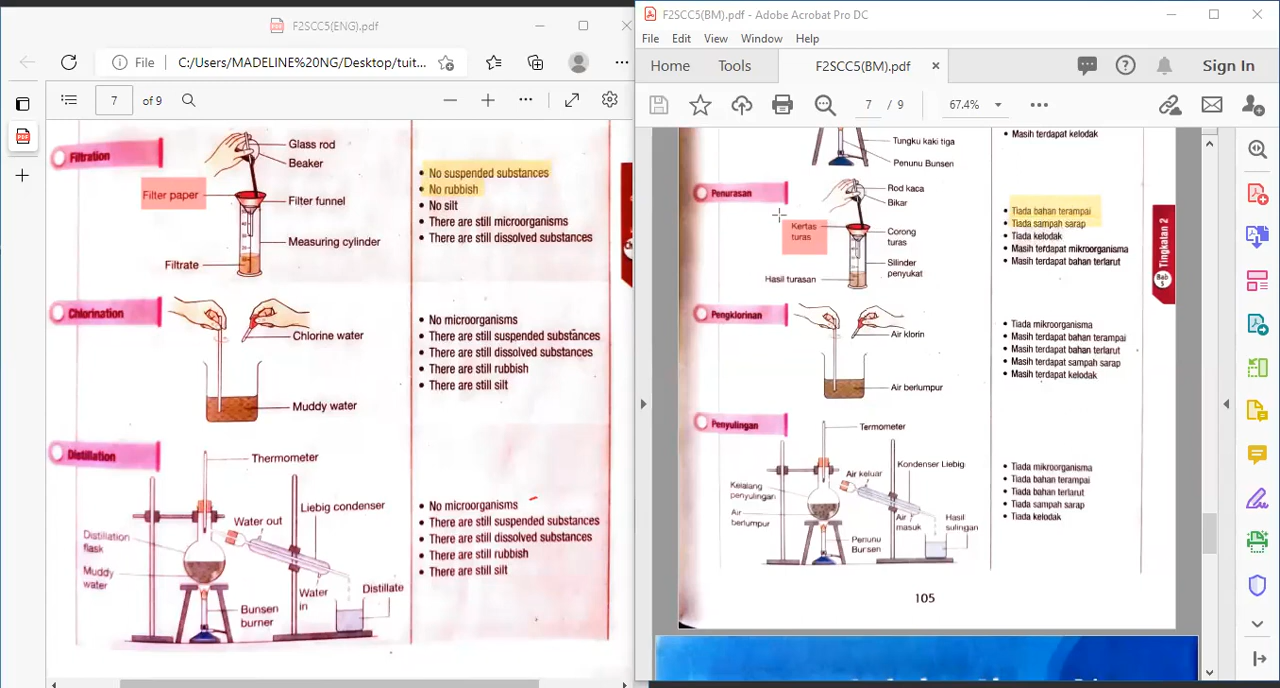 F2SCC5(ENG).pdf
File
C:/Users/MADELINE%20NG/Desktop/tuit...
7
of 9
Filtration
Glass rod
Beaker
Filter paper
Filter funnel
Measuring cylinder
Filtrate
• No suspended substances
• No rubbish
• No silt
• There are still microorganisms
• There are still dissolved substances
Chlorination
Chlorine water
Muddy water
• No microorganisms
• There are still suspended substances
• There are still dissolved substances
• There are still rubbish
• There are still silt
Distillation
Thermometer
Liebig condenser
Water out
Distillation
flask
Muddy
water
Water
in
Distillate
Bunsen
burner
• No microorganisms
• There are still suspended substances
• There are still dissolved substances
• There are still rubbish
• There are still silt
F2SCC5(BM).pdf - Adobe Acrobat Pro DC
File Edit View Window Help
Home
Tools
F2SCC5(BM).pdf
Sign In
7 / 9
67.4%
Tungku kaki tiga
Penunu Bunsen
• Masih terdapat kelodak
Penurasan
Rod kaca
Bikar
Kertas
turas
Corong
turas
Silinder
penyukat
Hasil turasan
• Tiada bahan terampai
• Tiada sampah sarap
• Tiada kelodak
• Masih terdapat mikroorganisma
• Masih terdapat bahan terlarut
Tingkatan 2
Bab
5
Pengklorinan
Air klorin
Air berlumpur
• Tiada mikroorganisma
• Masih terdapat bahan terampai
• Masih terdapat bahan terlarut
• Masih terdapat sampah sarap
• Masih terdapat kelodak
Penyulingan
Termometer
Kondenser Liebig
Air keluar
Kelalang
penyulingan
Air
berlumpur
Air
masuk
Hasil
sulingan
Penunu
Bunsen
• Tiada mikroorganisma
• Tiada bahan terampai
• Tiada bahan terlarut
• Tiada sampah sarap
• Tiada kelodak
105